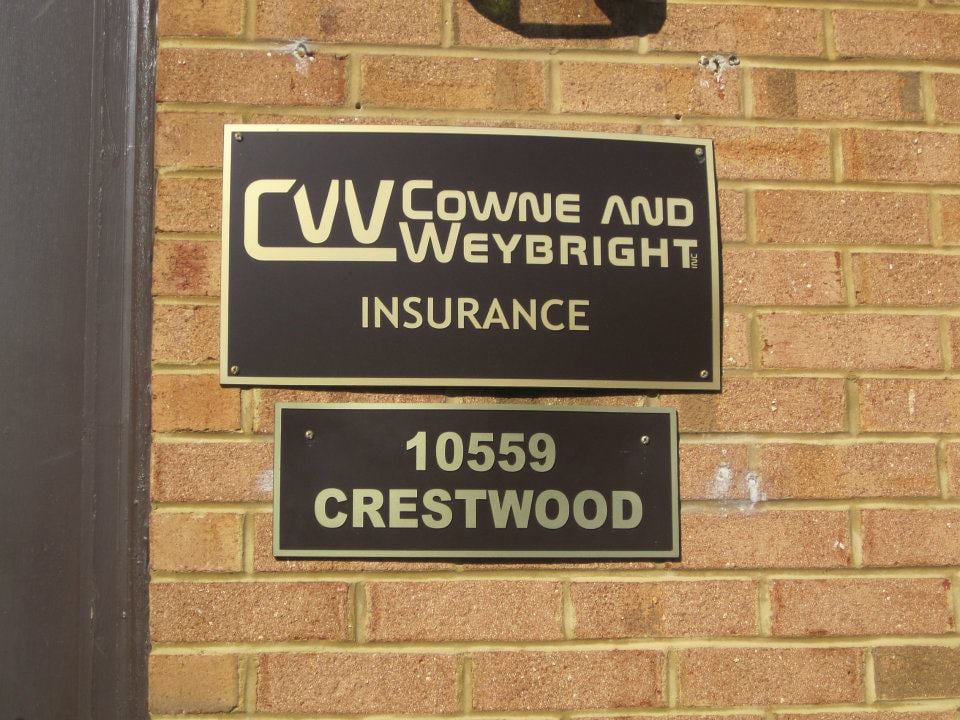 CW COWNE AND
WEYBRIGHT INC
INSURANCE
10559
CRESTWOOD